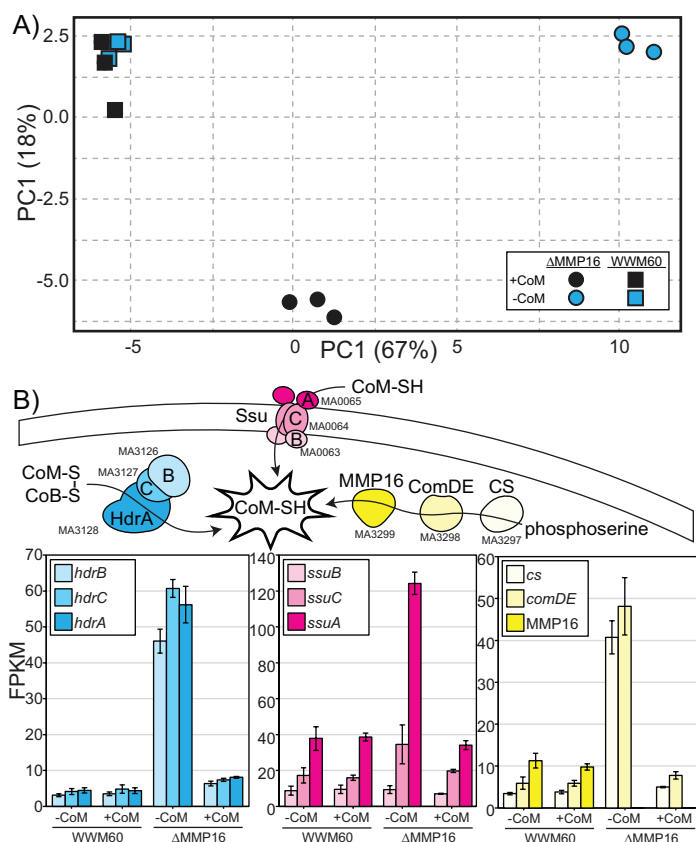 A)
PC1 (18%)
2.5
0.0
-2.5
-5.0
-5
0
5
10
PC1 (67%)
ΔMMP16 WWM60
+CoM
-CoM
B)
CoM-SH
A
MA0065
Ssu
C
MA0064
B
MA0063
MA3126
MA3127
B
C
CoM-S
CoB-S
HdrA
MA3128
CoM-SH
MMP16
ComDE
CS
MA3299
MA3298
MA3297
phosphoserine
FPKM
70
60
50
40
30
20
10
0
hdrB
hdrC
hdrA
-CoM +CoM -CoM +CoM
WWM60 ΔMMP16
140
120
100
80
60
40
20
0
ssuB
ssuC
ssuA
-CoM +CoM -CoM +CoM
WWM60 ΔMMP16
60
50
40
30
20
10
0
cs
comDE
MMP16
-CoM +CoM -CoM +CoM
WWM60 ΔMMP16